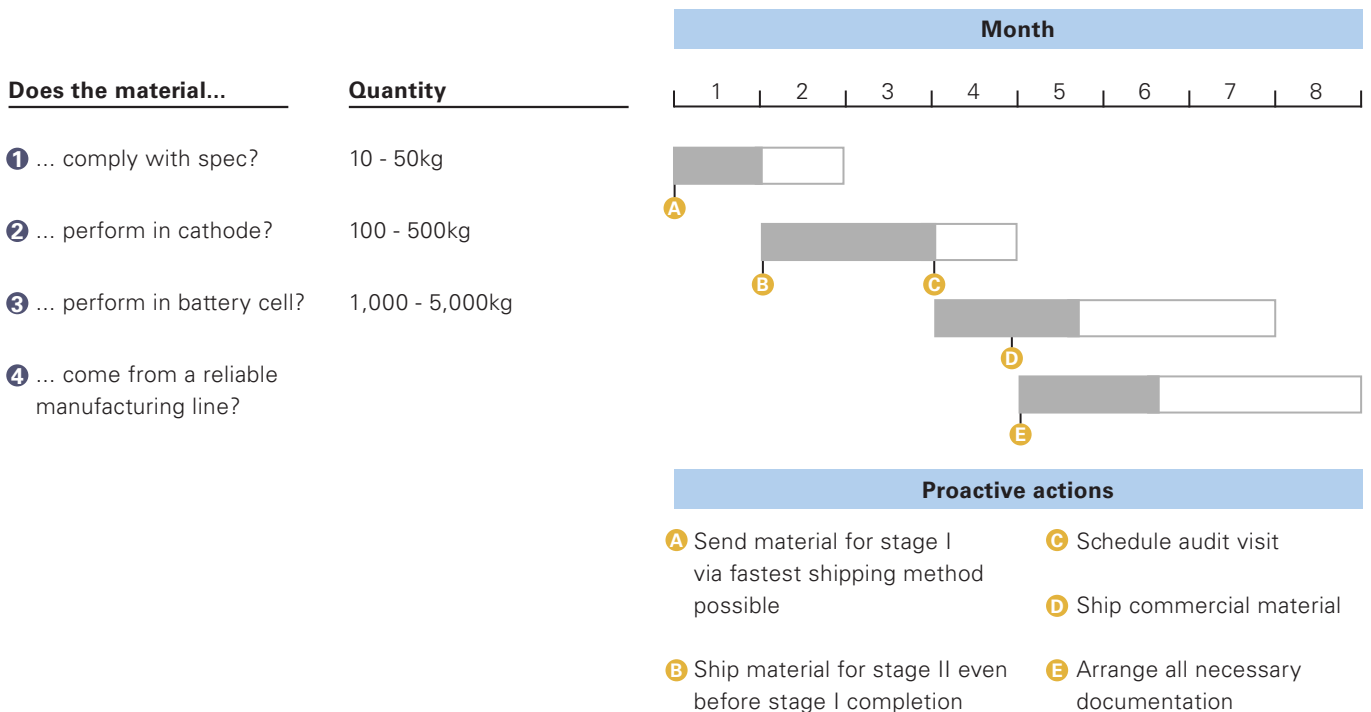 Month
Does the material...
Quantity
1 2 3 4 5 6 7 8
1 ... comply with spec?
10 - 50kg
A
2 ... perform in cathode?
100 - 500kg
B
C
3 ... perform in battery cell?
1,000 - 5,000kg
D
4 ... come from a reliable
manufacturing line?
E
Proactive actions
A Send material for stage I
via fastest shipping method
possible
B Ship material for stage II even
before stage I completion
C Schedule audit visit
D Ship commercial material
E Arrange all necessary
documentation